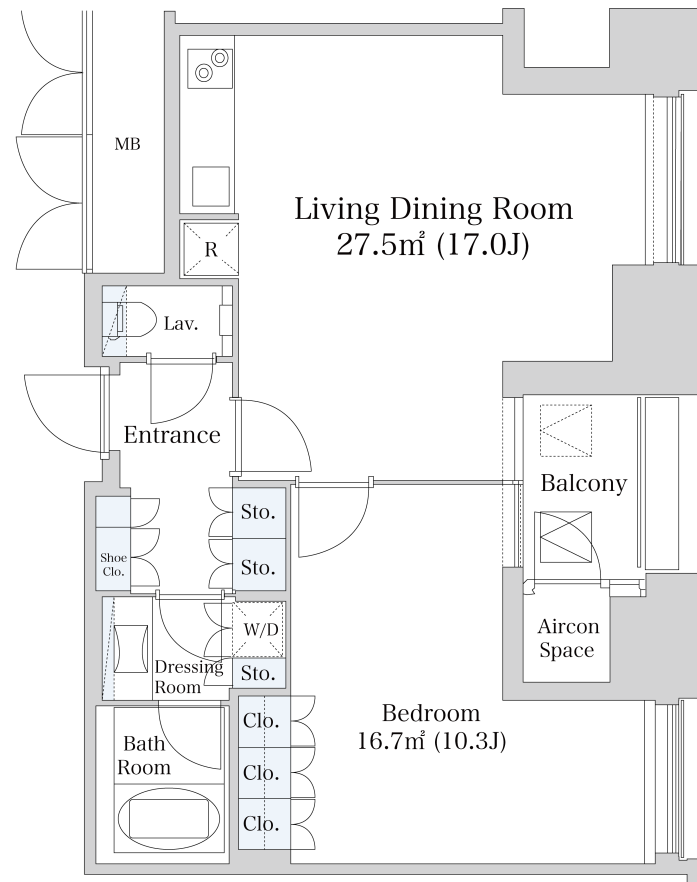 MB
Living Dining Room
27.5㎡ (17.0J)
R
Lav.
Entrance
Balcony
Sto.
Shoe
Clo.
Sto.
Aircon
Space
W/D
Dressing
Room
Sto.
Bedroom
16.7㎡ (10.3J)
Clo.
Bath
Room
Clo.
Clo.